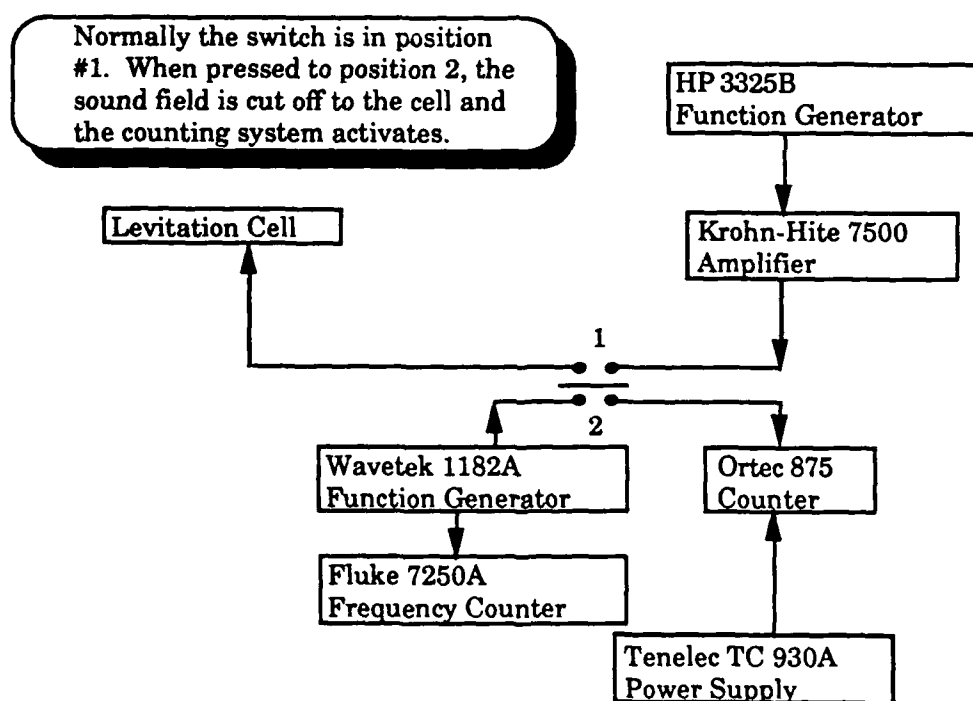 Normally the switch is in position
#1. When pressed to position 2, the
sound field is cut off to the cell and
the counting system activates.
HP 3325B
Function Generator
Levitation Cell
Krohn-Hite 7500
Amplifier
1
2
Wavetek 1182A
Function Generator
Ortec 875
Counter
Fluke 7250A
Frequency Counter
Tenelec TC 930A
Power Supply